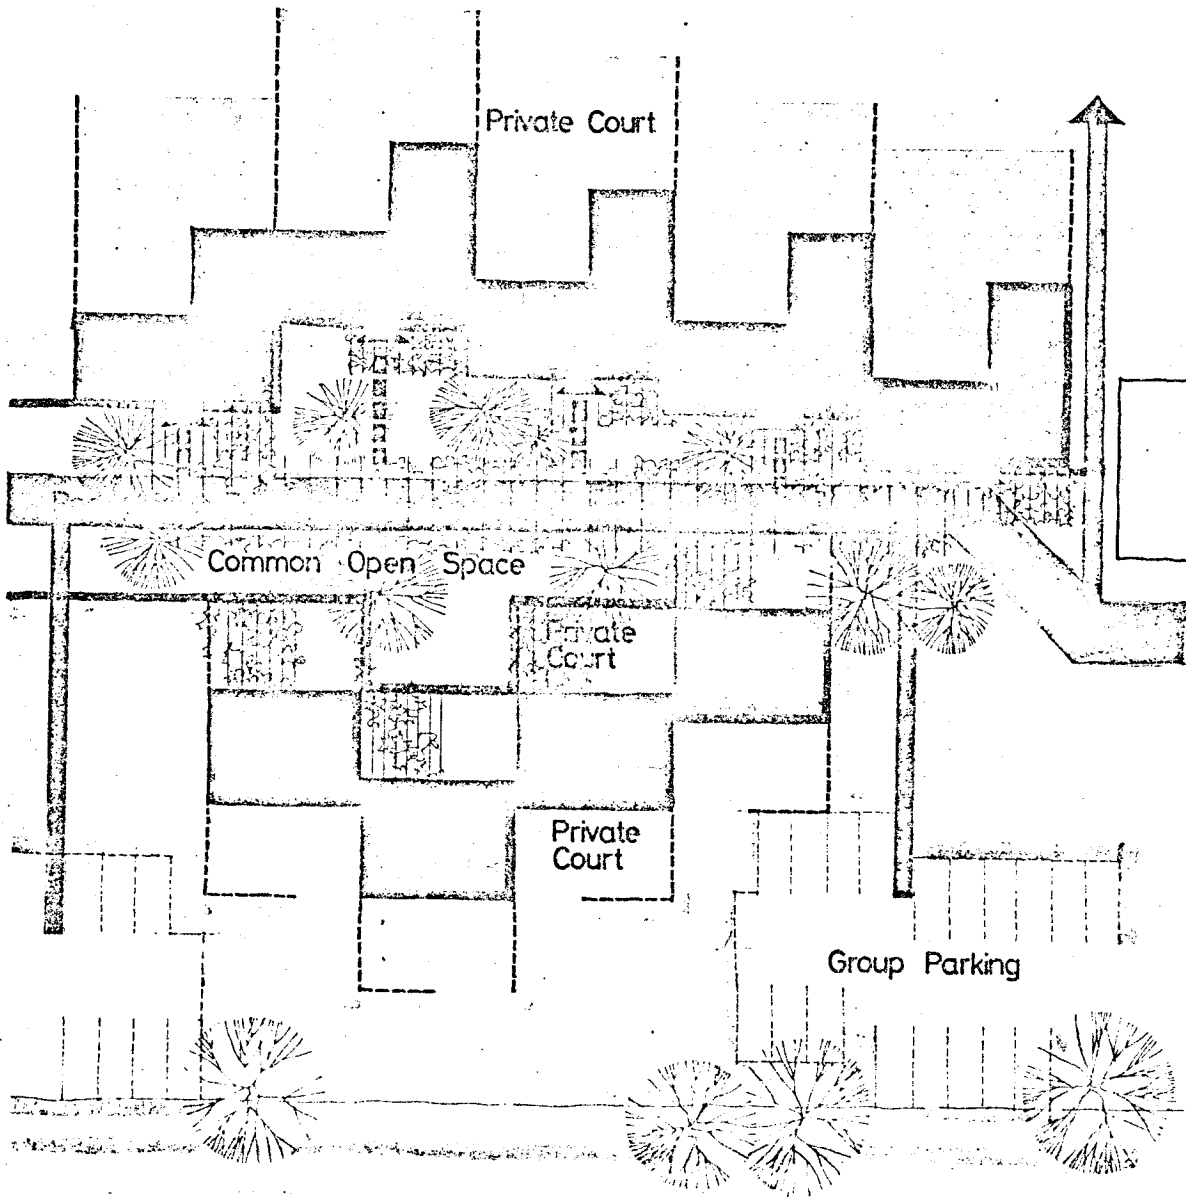 Private Court
Common Open Space
Private
Court
Private
Court
Group Parking